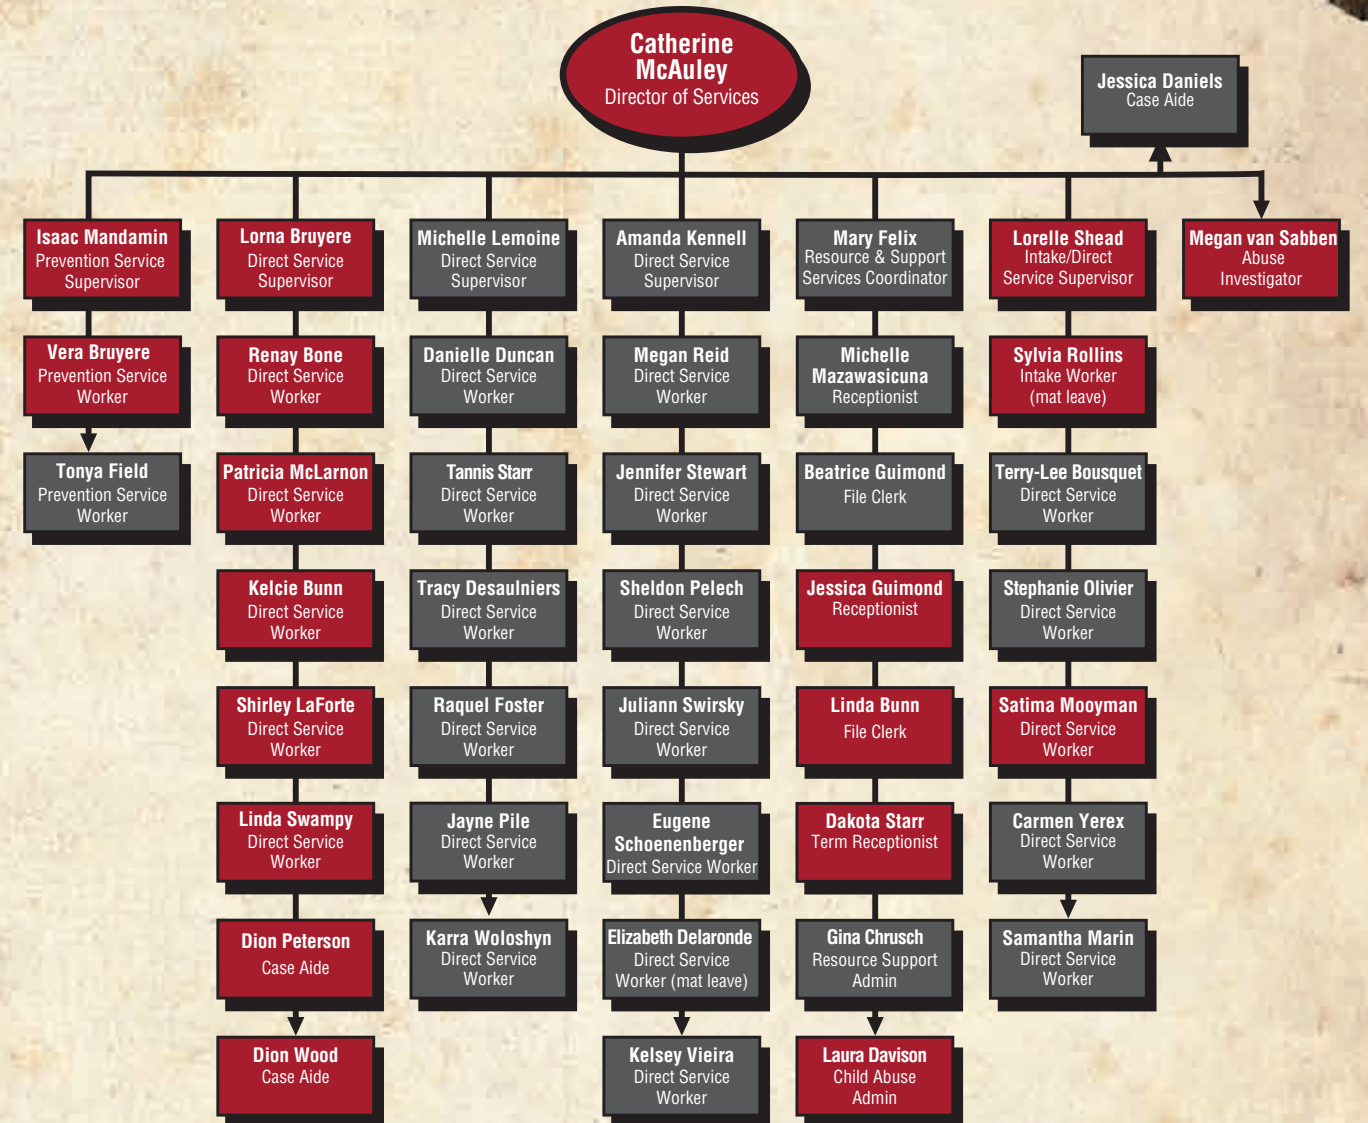 Catherine
McAuley
Director of Services
Jessica Daniels
Case Aide
Isaac Mandamin
Prevention Service
Supervisor
Vera Bruyere
Prevention Service
Worker
Tonya Field
Prevention Service
Worker
Lorna Bruyere
Direct Service
Supervisor
Renay Bone
Direct Service
Worker
Patricia McLarnon
Direct Service
Worker
Kelcie Bunn
Direct Service
Worker
Shirley LaForte
Direct Service
Worker
Linda Swampy
Direct Service
Worker
Dion Peterson
Case Aide
Dion Wood
Case Aide
Michelle Lemoine
Direct Service
Supervisor
Danielle Duncan
Direct Service
Worker
Tannis Starr
Direct Service
Worker
Tracy Desaulniers
Direct Service
Worker
Raquel Foster
Direct Service
Worker
Jayne Pile
Direct Service
Worker
Karra Woloshyn
Direct Service
Worker
Amanda Kennell
Direct Service
Supervisor
Megan Reid
Direct Service
Worker
Jennifer Stewart
Direct Service
Worker
Sheldon Pelech
Direct Service
Worker
Juliann Swirsky
Direct Service
Worker
Eugene
Schoenenberger
Direct Service Worker
Elizabeth Delaronde
Direct Service
Worker (mat leave)
Kelsey Vieira
Direct Service
Worker
Mary Felix
Resource & Support
Services Coordinator
Michelle
Mazawasicuna
Receptionist
Beatrice Guimond
File Clerk
Jessica Guimond
Receptionist
Linda Bunn
File Clerk
Dakota Starr
Term Receptionist
Gina Chrusch
Resource Support
Admin
Laura Davison
Child Abuse
Admin
Lorelle Shead
Intake/Direct
Service Supervisor
Sylvia Rollins
Intake Worker
(mat leave)
Terry-Lee Bousquet
Direct Service
Worker
Stephanie Olivier
Direct Service
Worker
Satima Mooyman
Direct Service
Worker
Carmen Yerex
Direct Service
Worker
Samantha Marin
Direct Service
Worker
Megan van Sabben
Abuse
Investigator